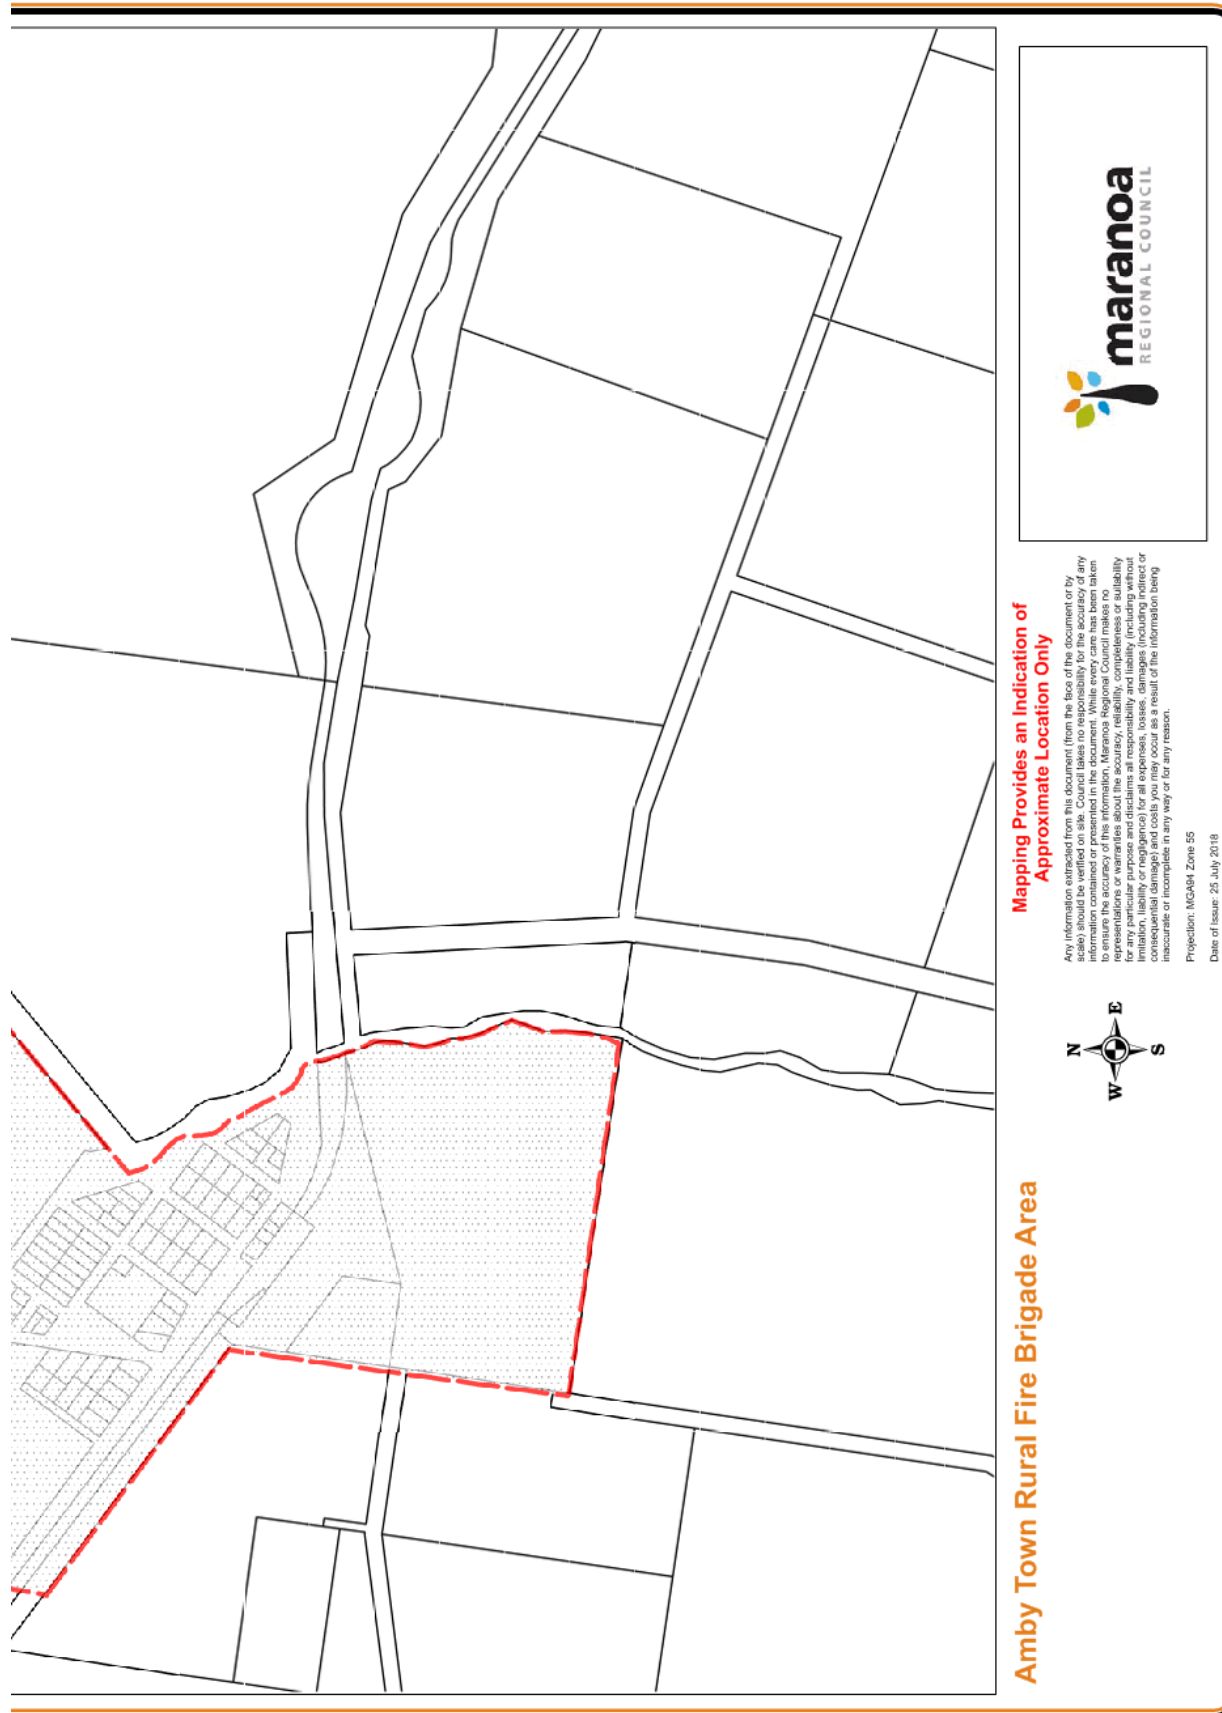 Amby Town Rural Fire Brigade Area
N
W
E
S
Mapping Provides an Indication of
Approximate Location Only
Any information extracted from this document (from the face of the document or by
scale) should be verified on site. Council takes no responsibility for the accuracy of any
information contained or presented in the document. While every care has been taken
to ensure the accuracy of this information, Maranoa Regional Council makes no
representations or warranties about the accuracy, reliability, completeness or suitability
for any particular purpose and disclaims all responsibility and liability (including without
limitation, liability or negligence) for all expenses, losses, damages (including indirect or
consequential damage) and costs you may occur as a result of the information being
inaccurate or incomplete in any way or for any reason.
Projection: MGA94 Zone 55
Date of Issue: 25 July 2018
maranoa
REGIONAL COUNCIL